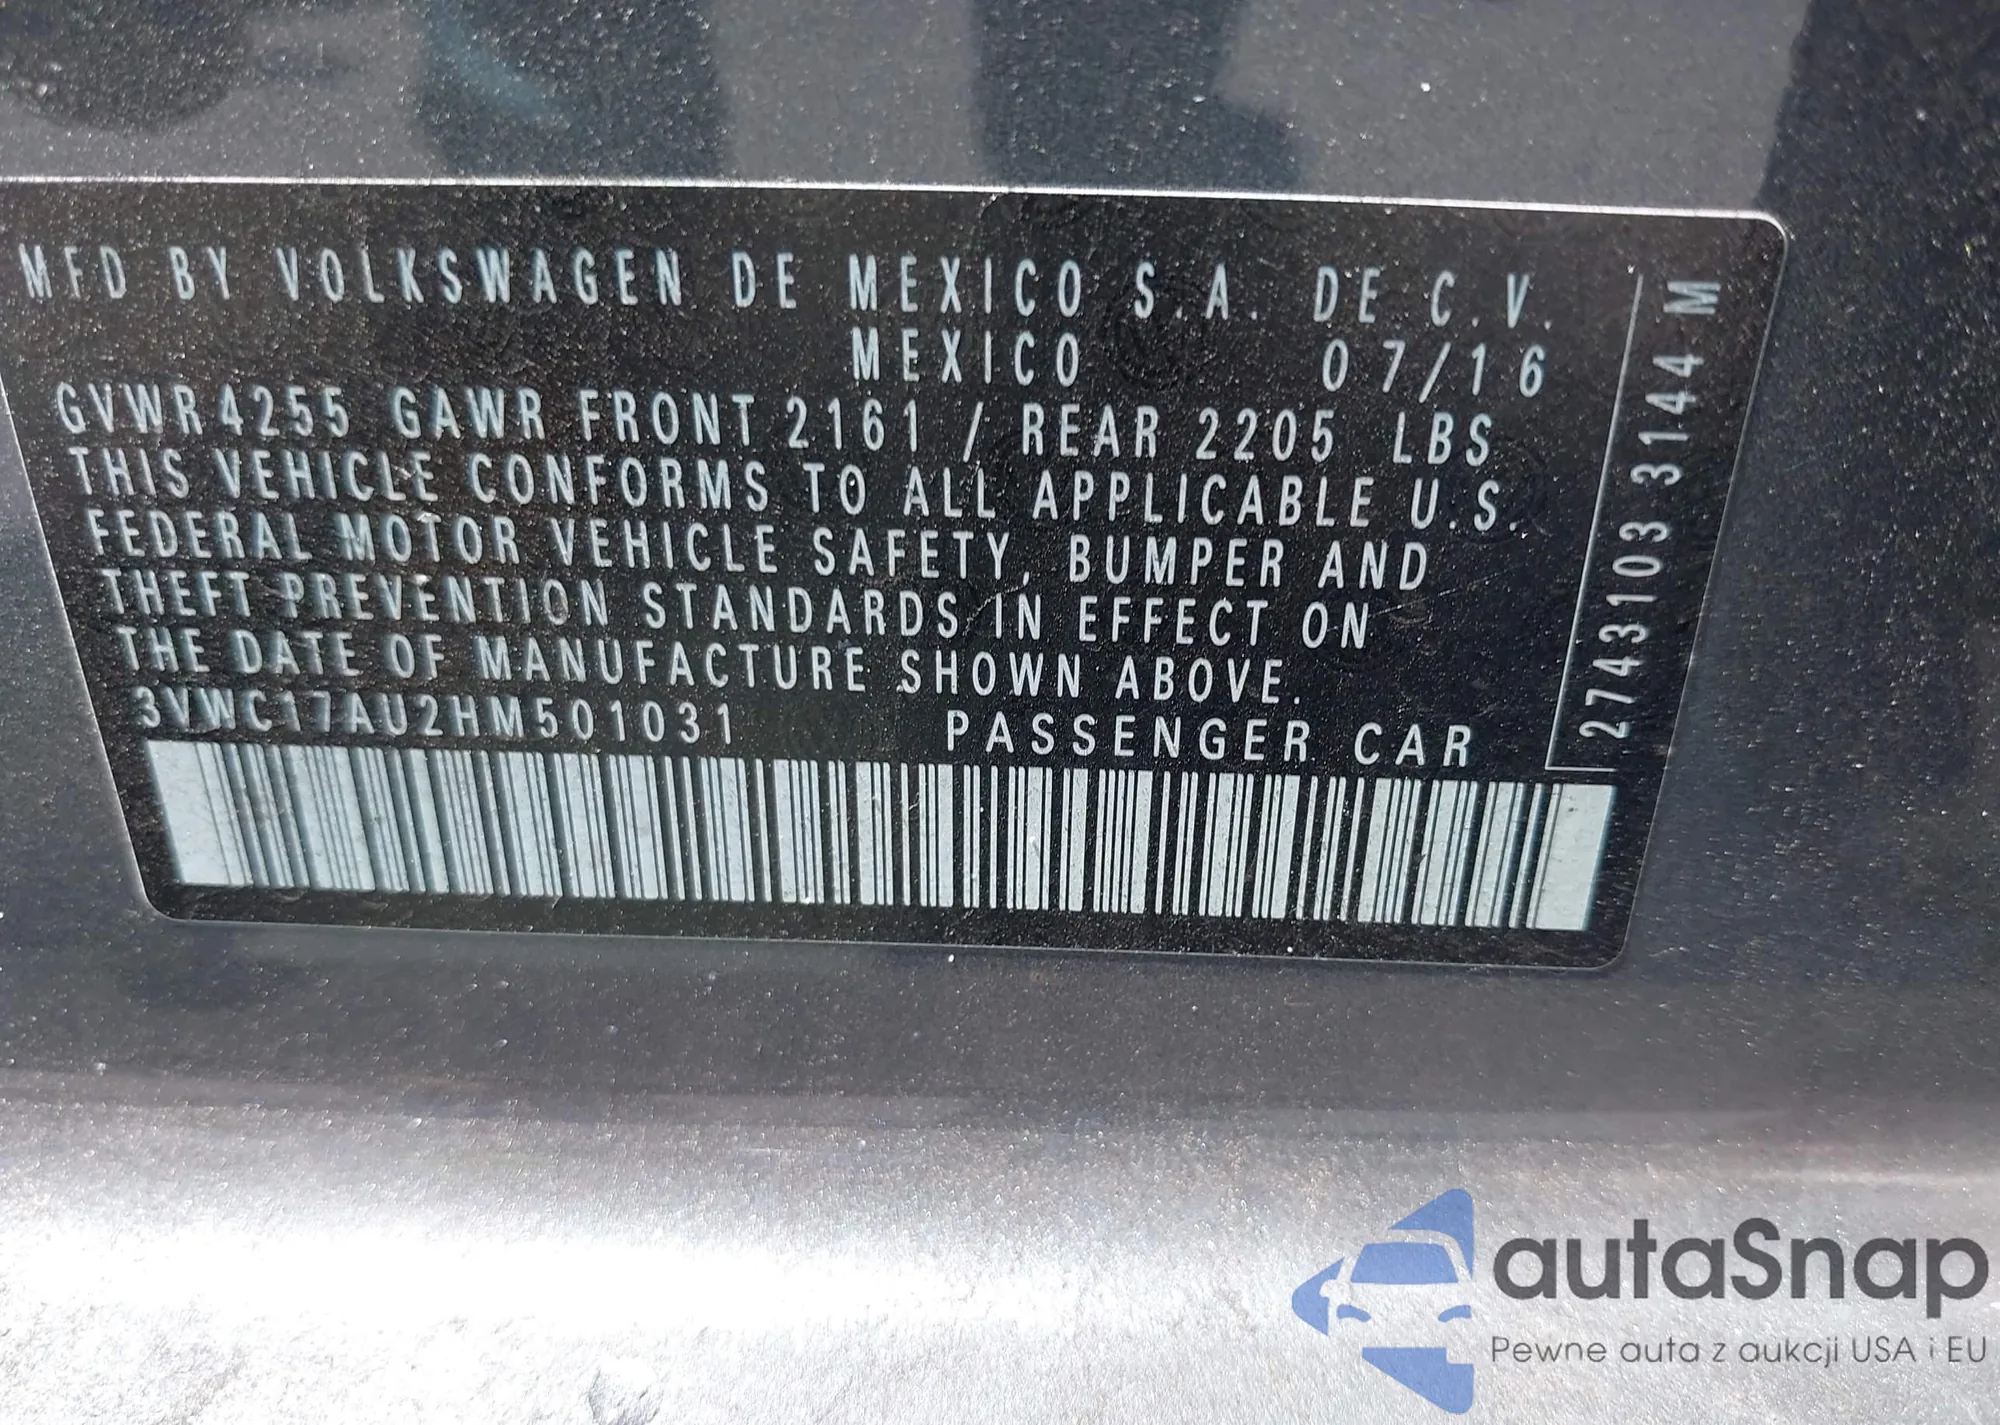 MFD BY VOLKSWAGEN DE MEXICO S.A. DE C.V.
MEXICO 07/16
GVWR 4255 GAWR FRONT 2161 / REAR 2205 LBS
THIS VEHICLE CONFORMS TO ALL APPLICABLE U.S.
FEDERAL MOTOR VEHICLE SAFETY, BUMPER AND
THEFT PREVENTION STANDARDS IN EFFECT ON
THE DATE OF MANUFACTURE SHOWN ABOVE.
3VWC17AU2HM501031 PASSENGER CAR
2743103 3144 M
autaSnap
Pewne auta z aukcji USA i EU